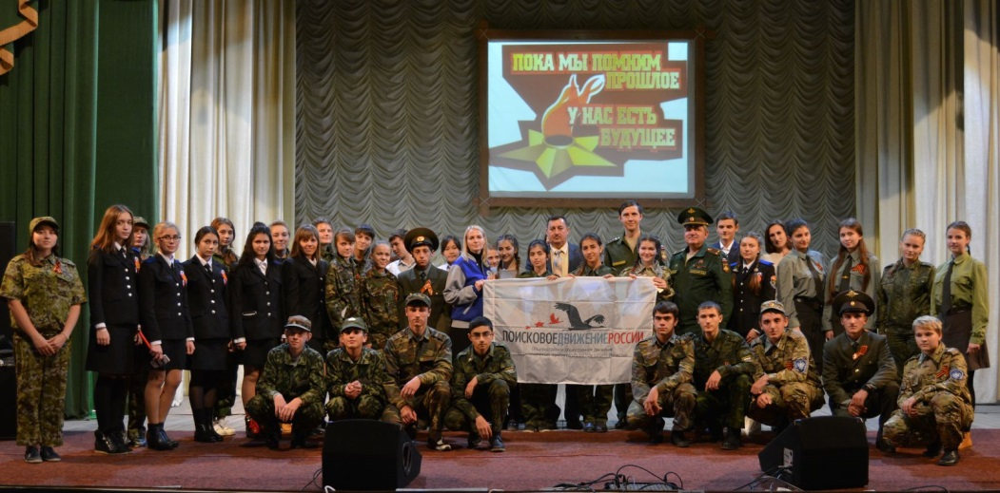 ПОКА МЫ ПОМНИМ
ПРОШЛОЕ
У НАС ЕСТЬ
БУДУЩЕЕ
ПОИСКОВОЕДВИЖЕНИЕРОССИИ